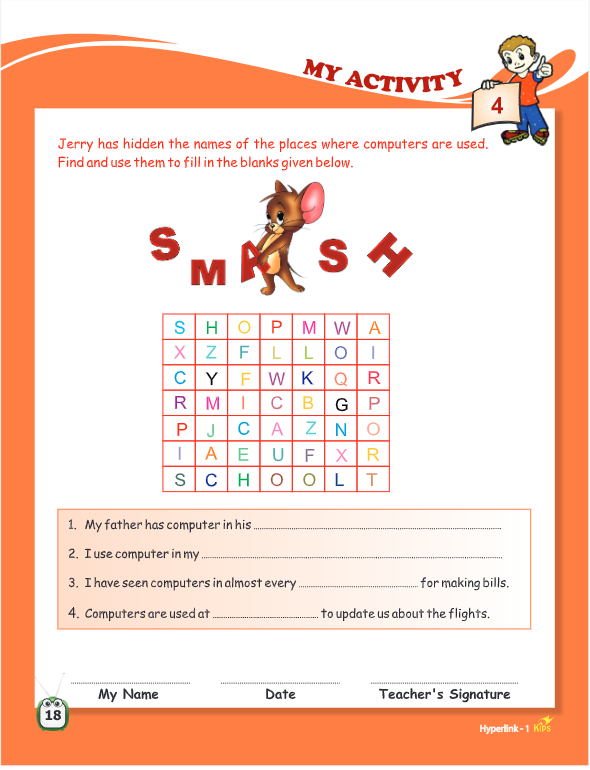 MY ACTIVITY
4
Jerry has hidden the names of the places where computers are used.
Find and use them to fill in the blanks given below.
SMASH
S H O P M W A
X Z F L L O I
C Y F W K Q R
R M I C B G P
P J C A Z N O
I A E U F X R
S C H O O L T
1. My father has computer in his ........................
2. I use computer in my ........................
3. I have seen computers in almost every ........................ for making bills.
4. Computers are used at ........................ to update us about the flights.
My Name Date Teacher's Signature
18
Hyperlink - 1 KIPS